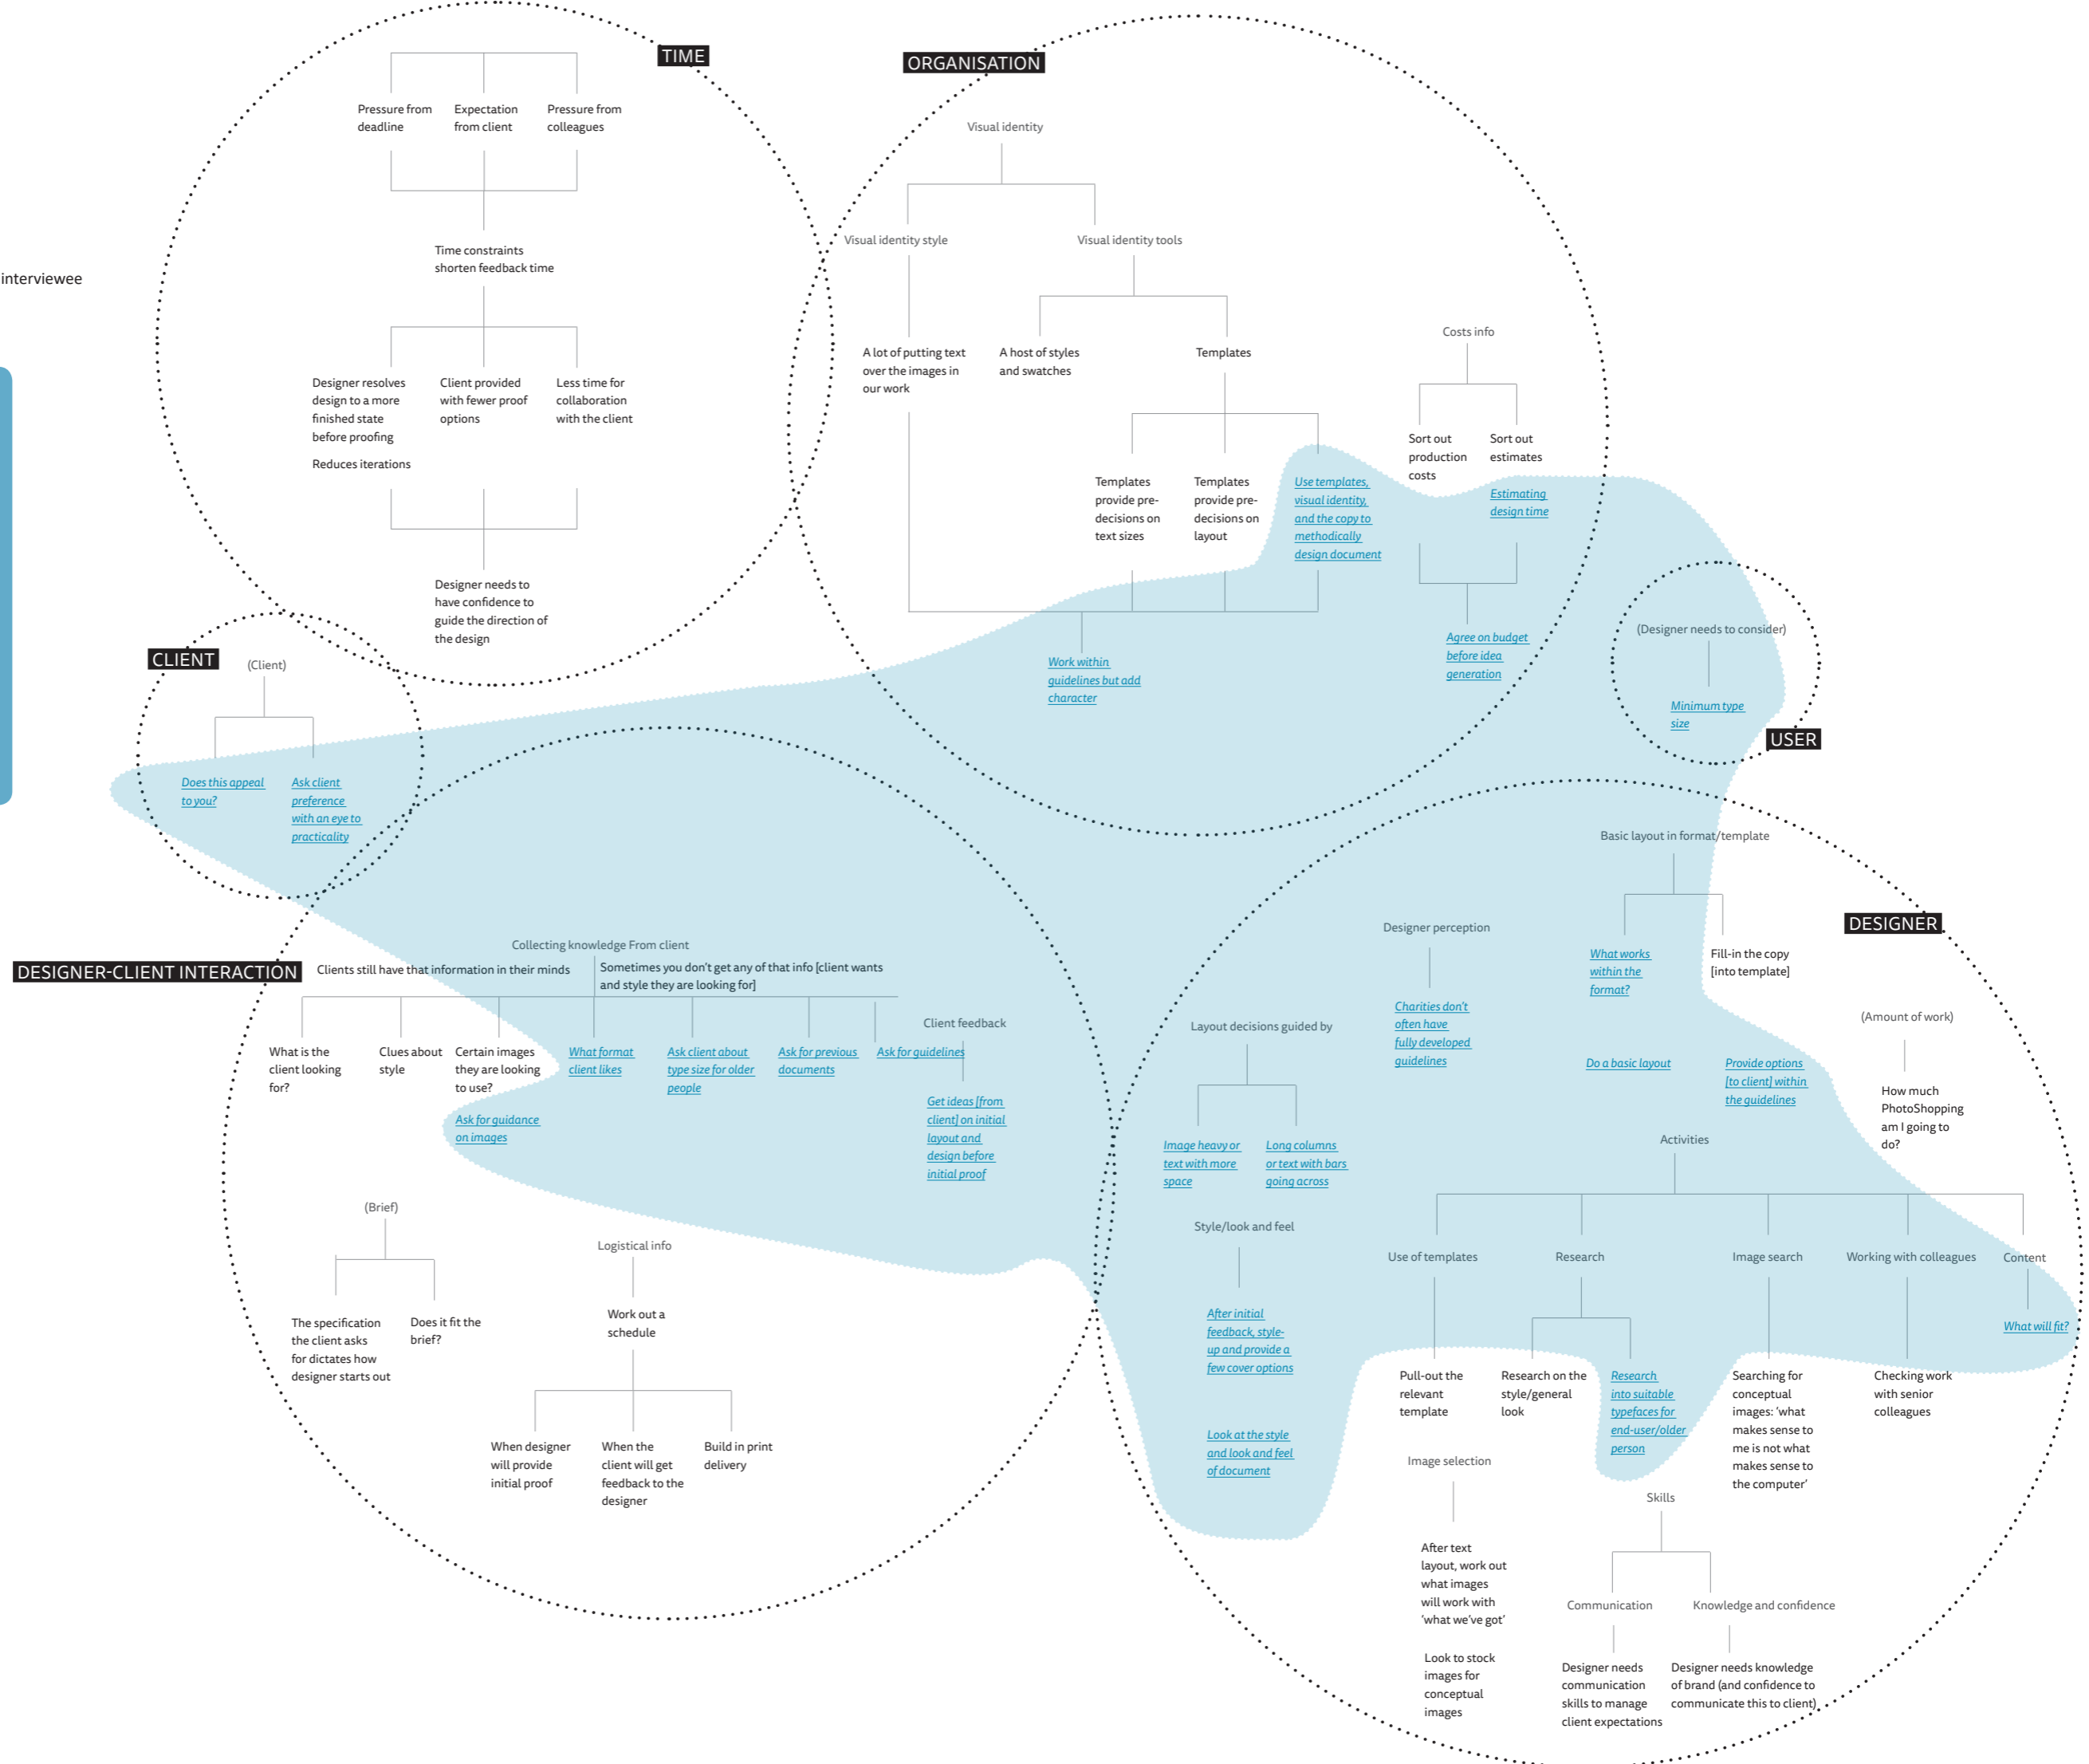 interviewee
TIME
Pressure from
deadline
Expectation
from client
Pressure from
colleagues
Time constraints
shorten feedback time
Designer resolves
design to a more
finished state
before proofing
Reduces iterations
Client provided
with fewer proof
options
Less time for
collaboration
with the client
Designer needs to
have confidence to
guide the direction of
the design
ORGANISATION
Visual identity
Visual identity style
Visual identity tools
A lot of putting text
over the images in
our work
A host of styles
and swatches
Templates
Templates
provide pre-
decisions on
text sizes
Templates
provide pre-
decisions on
layout
Use templates,
visual identity,
and the copy to
methodically
design document
Work within
guidelines but add
character
Costs info
Sort out
production
costs
Sort out
estimates
Estimating
design time
Agree on budget
before idea
generation
(Designer needs to consider)
Minimum type
size
USER
CLIENT
(Client)
Does this appeal
to you?
Ask client
preference
with an eye to
practicality
DESIGNER-CLIENT INTERACTION
Collecting knowledge From client
Clients still have that information in their minds
Sometimes you don't get any of that info [client wants
and style they are looking for]
What is the
client looking
for?
Clues about
style
Certain images
they are looking
to use?
Ask for guidance
on images
What format
client likes
Ask client about
type size for older
people
Ask for previous
documents
Ask for guidelines
Client feedback
Get ideas [from
client] on initial
layout and
design before
initial proof
(Brief)
The specification
the client asks
for dictates how
designer starts out
Does it fit the
brief?
Logistical info
Work out a
schedule
When designer
will provide
initial proof
When the
client will get
feedback to the
designer
Build in print
delivery
DESIGNER
Basic layout in format/template
What works
within the
format?
Fill-in the copy
[into template]
Do a basic layout
Provide options
[to client] within
the guidelines
Designer perception
Charities don't
often have
fully developed
guidelines
Layout decisions guided by
Image heavy or
text with more
space
Long columns
or text with bars
going across
(Amount of work)
How much
PhotoShopping
am I going to
do?
Style/look and feel
After initial
feedback, style-
up and provide a
few cover options
Look at the style
and look and feel
of document
Activities
Use of templates
Research
Image search
Working with colleagues
Content
Pull-out the
relevant
template
Research on the
style/general
look
Research
into suitable
typefaces for
end-user/older
person
Searching for
conceptual
images: 'what
makes sense to
me is not what
makes sense to
the computer'
Checking work
with senior
colleagues
What will fit?
Image selection
After text
layout, work out
what images
will work with
'what we've got'
Look to stock
images for
conceptual
images
Skills
Communication
Knowledge and confidence
Designer needs
communication
skills to manage
client expectations
Designer needs knowledge
of brand (and confidence to
communicate this to client)